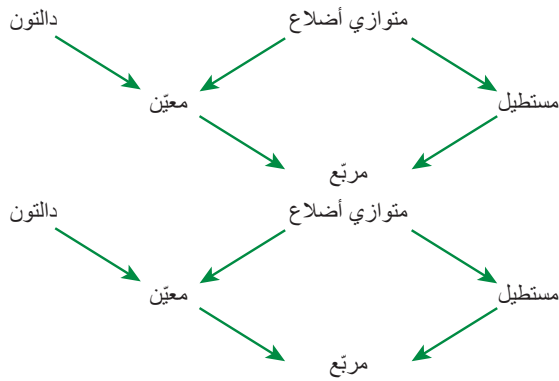 متوازي أضلاع دالتون
مستطيل معيّن
مربّع
متوازي أضلاع دالتون
مستطيل معيّن
مربّع